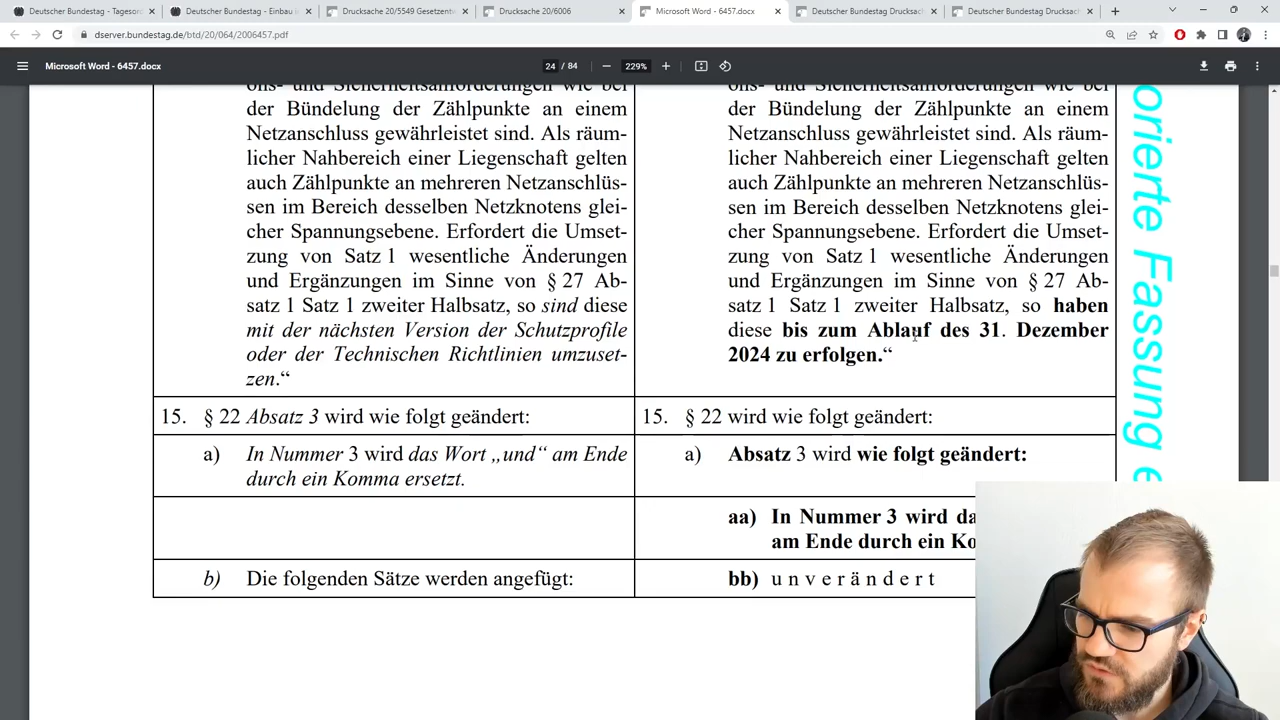 Deutscher Bundestag - Tagesord
Deutscher Bundestag - Einbau i
Drucksache 20/5549 Gesetzentw
Drucksache 20/6006
Microsoft Word - 6457.docx
Deutscher Bundestag Drucksac
Deutscher Bundestag Drucksac
dserver.bundestag.de/btd/20/064/2006457.pdf
Microsoft Word - 6457.docx
24 / 84
229%
ons- und Sicherheitsanforderungen wie bei
der Bündelung der Zählpunkte an einem
Netzanschluss gewährleistet sind. Als räum-
licher Nahbereich einer Liegenschaft gelten
auch Zählpunkte an mehreren Netzanschlüs-
sen im Bereich desselben Netzknotens glei-
cher Spannungsebene. Erfordert die Umset-
zung von Satz 1 wesentliche Änderungen
und Ergänzungen im Sinne von § 27 Ab-
satz 1 Satz 1 zweiter Halbsatz, so sind diese
mit der nächsten Version der Schutzprofile
oder der Technischen Richtlinien umzuset-
zen.“
ons- und Sicherheitsanforderungen wie bei
der Bündelung der Zählpunkte an einem
Netzanschluss gewährleistet sind. Als räum-
licher Nahbereich einer Liegenschaft gelten
auch Zählpunkte an mehreren Netzanschlüs-
sen im Bereich desselben Netzknotens glei-
cher Spannungsebene. Erfordert die Umset-
zung von Satz 1 wesentliche Änderungen
und Ergänzungen im Sinne von § 27 Ab-
satz 1 Satz 1 zweiter Halbsatz, so haben
diese bis zum Ablauf des 31. Dezember
2024 zu erfolgen.“
15. § 22 Absatz 3 wird wie folgt geändert:
15. § 22 wird wie folgt geändert:
a) In Nummer 3 wird das Wort „und“ am Ende
durch ein Komma ersetzt.
a) Absatz 3 wird wie folgt geändert:
aa) In Nummer 3 wird da
am Ende durch ein Ko
b) Die folgenden Sätze werden angefügt:
bb) u n v e r ä n d e r t
orierte Fassung e